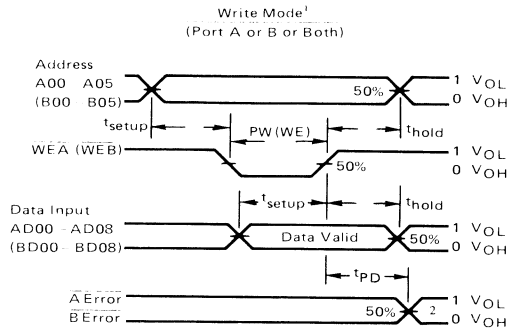 Write Mode¹
(Port A or B or Both)
Address
A00 – A05
(B00 – B05)
50%
1 VOL
0 VOH
tsetup
PW(WE)
thold
WEA (WEB)
50%
1 VOL
0 VOH
tsetup
thold
Data Input
AD00 – AD08
(BD00 – BD08)
Data Valid
50%
1 VOL
0 VOH
tPD
A Error
B Error
50%
2
1 VOL
0 VOH